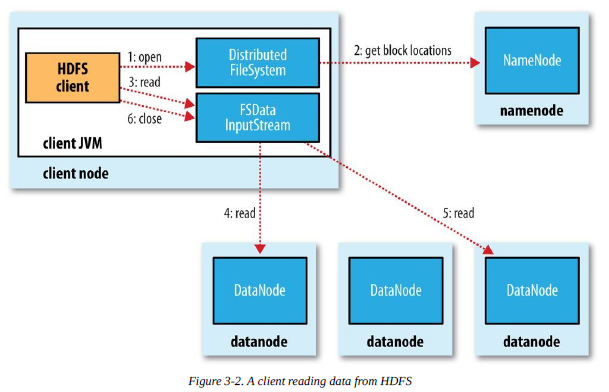 HDFS
client
1: open
3: read
6: close
Distributed
FileSystem
FSData
InputStream
2: get block locations
NameNode
namenode
client JVM
client node
4: read
5: read
DataNode
DataNode
DataNode
datanode
datanode
datanode
Figure 3-2. A client reading data from HDFS